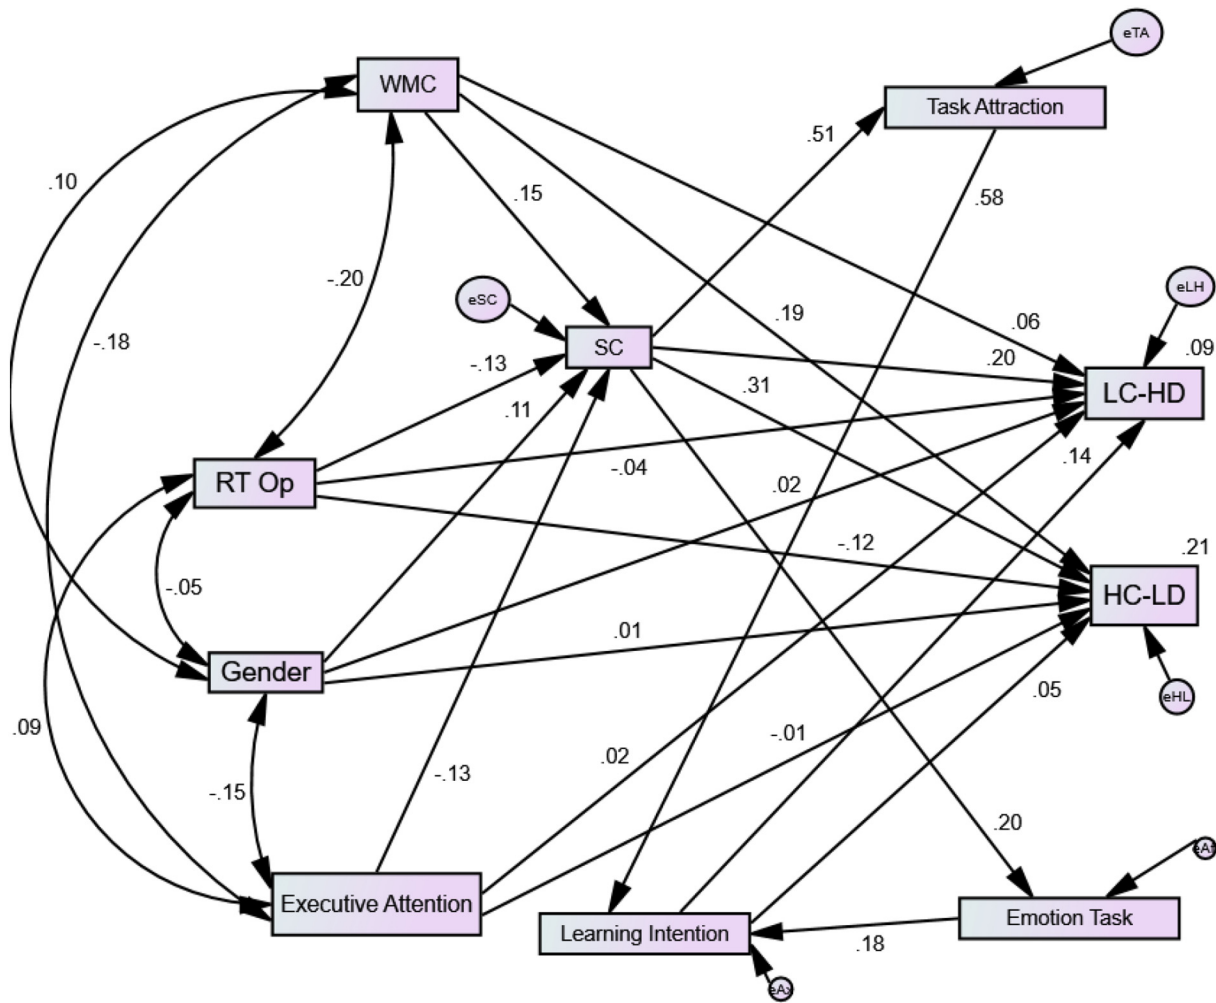 eTA
WMC
Task Attraction
.51
.10
.58
.15
-.20
eSC
eLH
.19
.06
-.18
SC
.09
.20
-.13
.31
LC-HD
.11
.14
RT Op
-.04
.02
-.12
.21
-.05
HC-LD
.01
Gender
.05
eHL
.09
-.01
.02
-.13
-.15
.20
Executive Attention
Emotion Task
Learning Intention
.18